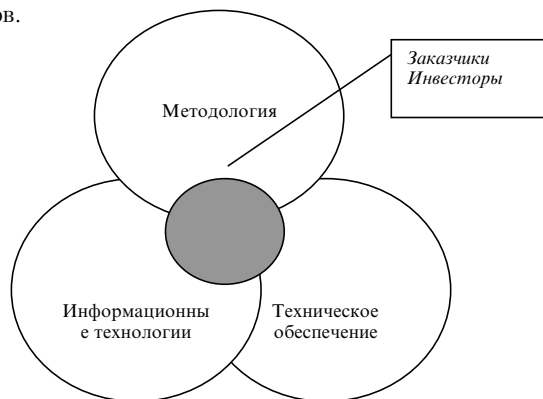 ов.
Заказчики
Инвесторы
Методология
Информационны
е технологии
Техническое
обеспечение